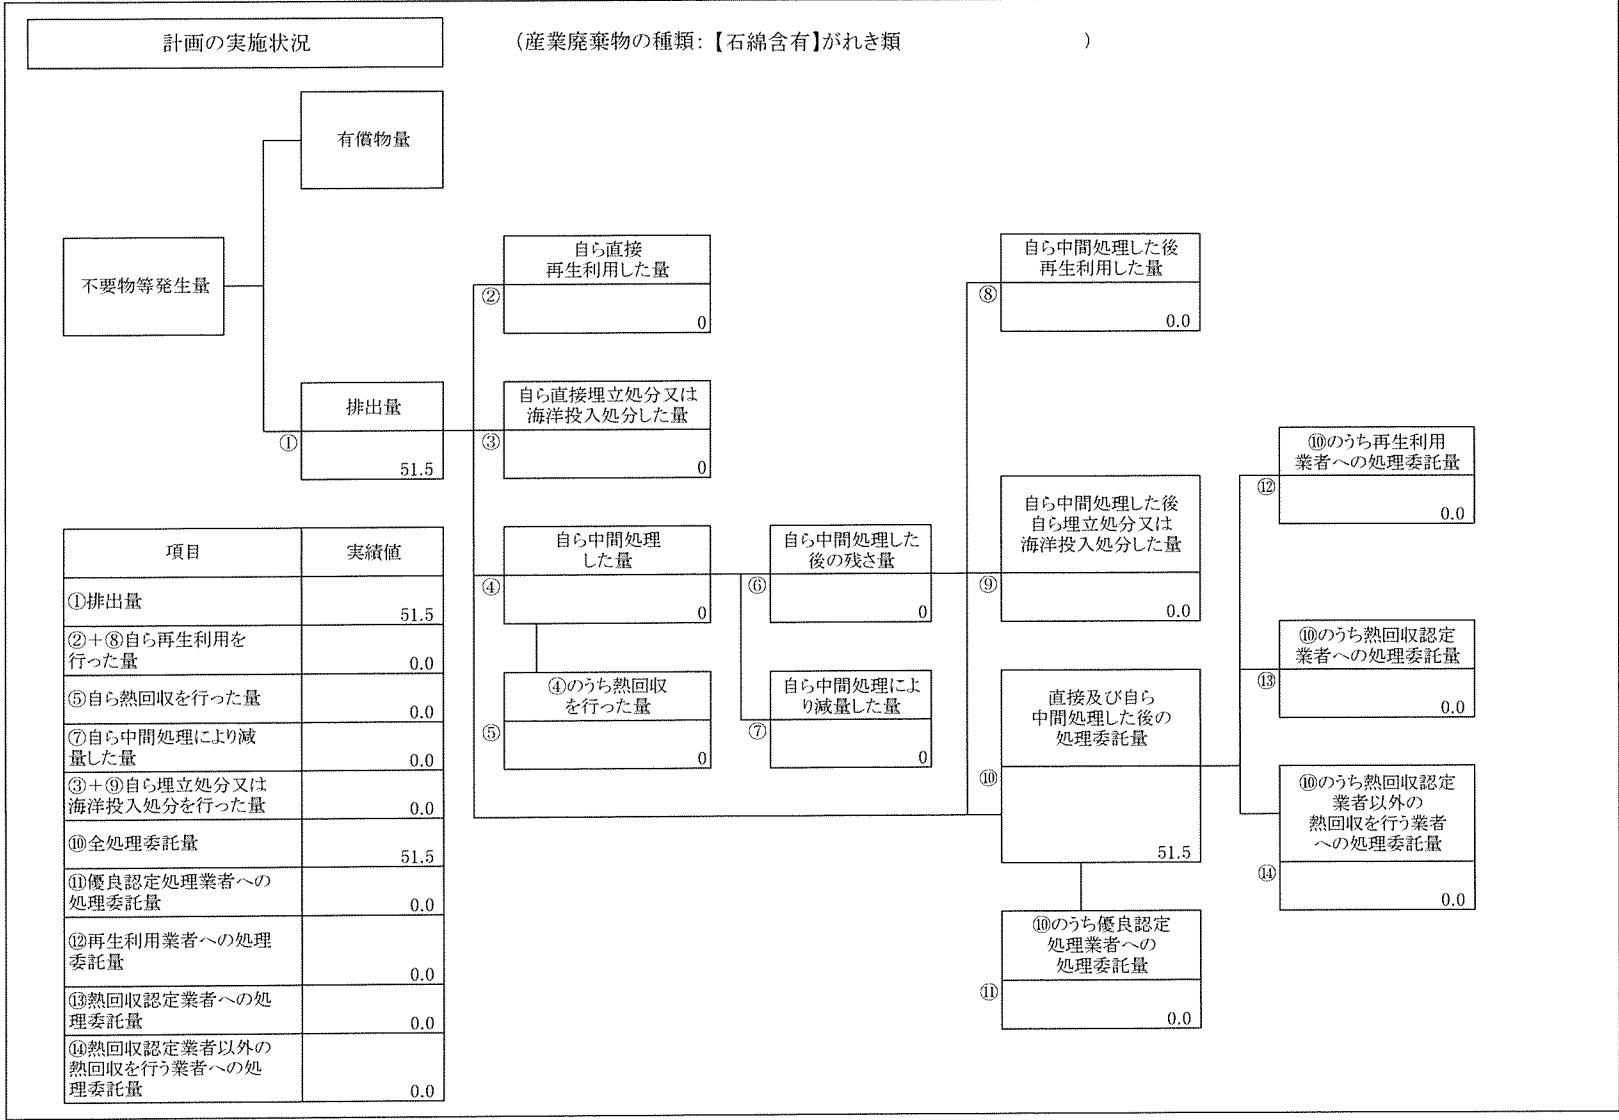 計画の実施状況
（産業廃棄物の種類：【石綿含有】がれき類　　　　　　　　）
有償物量
不要物等発生量
排出量
①
51.5
自ら直接
再生利用した量
②
0
自ら直接埋立処分又は
海洋投入処分した量
③
0
自ら中間処理
した量
④
0
④のうち熱回収
を行った量
⑤
0
自ら中間処理した
後の残さ量
⑥
0
自ら中間処理によ
り減量した量
⑦
0
自ら中間処理した後
再生利用した量
⑧
0.0
自ら中間処理した後
自ら埋立処分又は
海洋投入処分した量
⑨
0.0
直接及び自ら
中間処理した後の
処理委託量
⑩
51.5
⑩のうち優良認定
処理業者への
処理委託量
⑪
0.0
⑩のうち再生利用
業者への処理委託量
⑫
0.0
⑩のうち熱回収認定
業者への処理委託量
⑬
0.0
⑩のうち熱回収認定
業者以外の
熱回収を行う業者
への処理委託量
⑭
0.0
項目 実績値
①排出量
51.5
②＋⑧自ら再生利用を
行った量
0.0
⑤自ら熱回収を行った量
0.0
⑦自ら中間処理により減
量した量
0.0
③＋⑨自ら埋立処分又は
海洋投入処分を行った量
0.0
⑩全処理委託量
51.5
⑪優良認定処理業者への
処理委託量
0.0
⑫再生利用業者への処理
委託量
0.0
⑬熱回収認定業者への処
理委託量
0.0
⑭熱回収認定業者以外の
熱回収を行う業者への処
理委託量
0.0